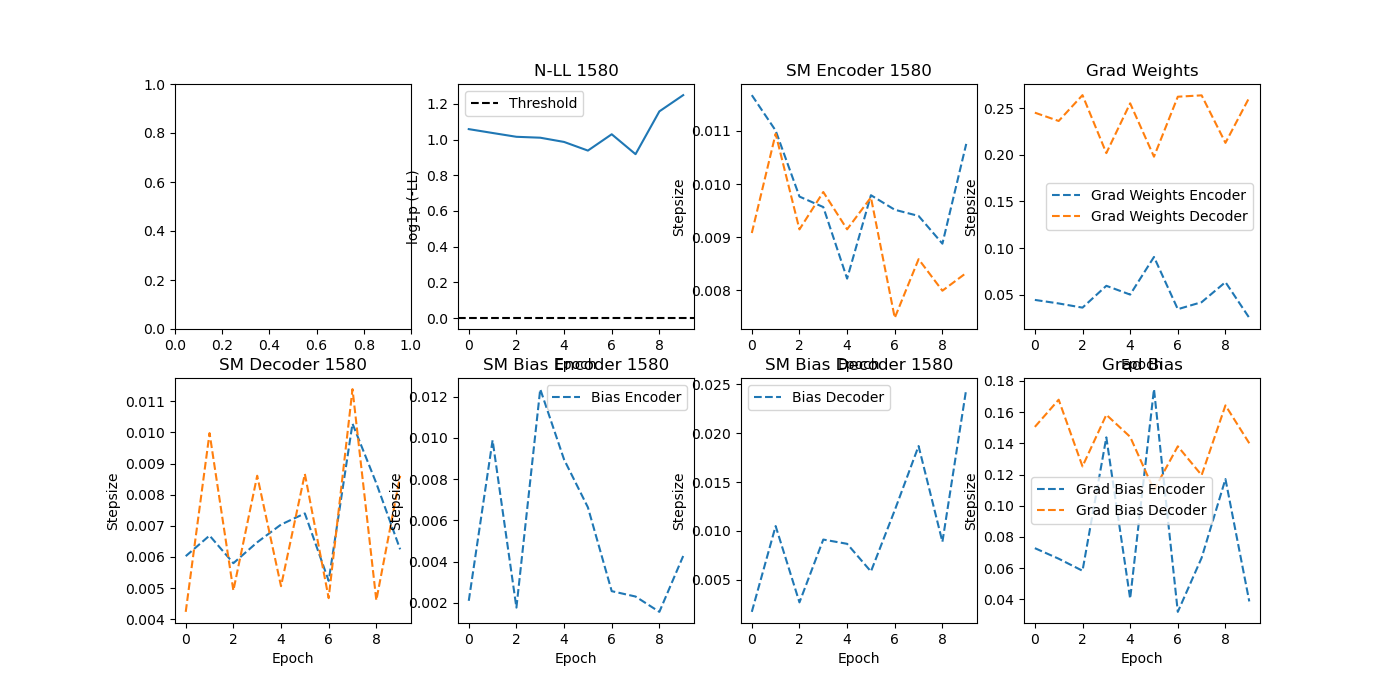 N-LL 1580
SM Encoder 1580
Grad Weights
1.0
0.8
0.6
0.4
0.2
0.0
0.0 0.2 0.4 0.6 0.8 1.0
log1p (-LL)
1.2
1.0
0.8
0.6
0.4
0.2
0.0
Threshold
0 2 4 6 8
Epoch
Stepsize
0.011
0.010
0.009
0.008
0 2 4 6 8
Epoch
Stepsize
0.25
0.20
0.15
0.10
0.05
Grad Weights Encoder
Grad Weights Decoder
0 2 4 6 8
Epoch
SM Decoder 1580
SM Bias Encoder 1580
SM Bias Decoder 1580
Grad Bias
Stepsize
0.011
0.010
0.009
0.008
0.007
0.006
0.005
0.004
0 2 4 6 8
Epoch
Stepsize
0.012
0.010
0.008
0.006
0.004
0.002
Bias Encoder
0 2 4 6 8
Epoch
Stepsize
0.025
0.020
0.015
0.010
0.005
Bias Decoder
0 2 4 6 8
Epoch
Stepsize
0.18
0.16
0.14
0.12
0.10
0.08
0.06
0.04
Grad Bias Encoder
Grad Bias Decoder
0 2 4 6 8
Epoch